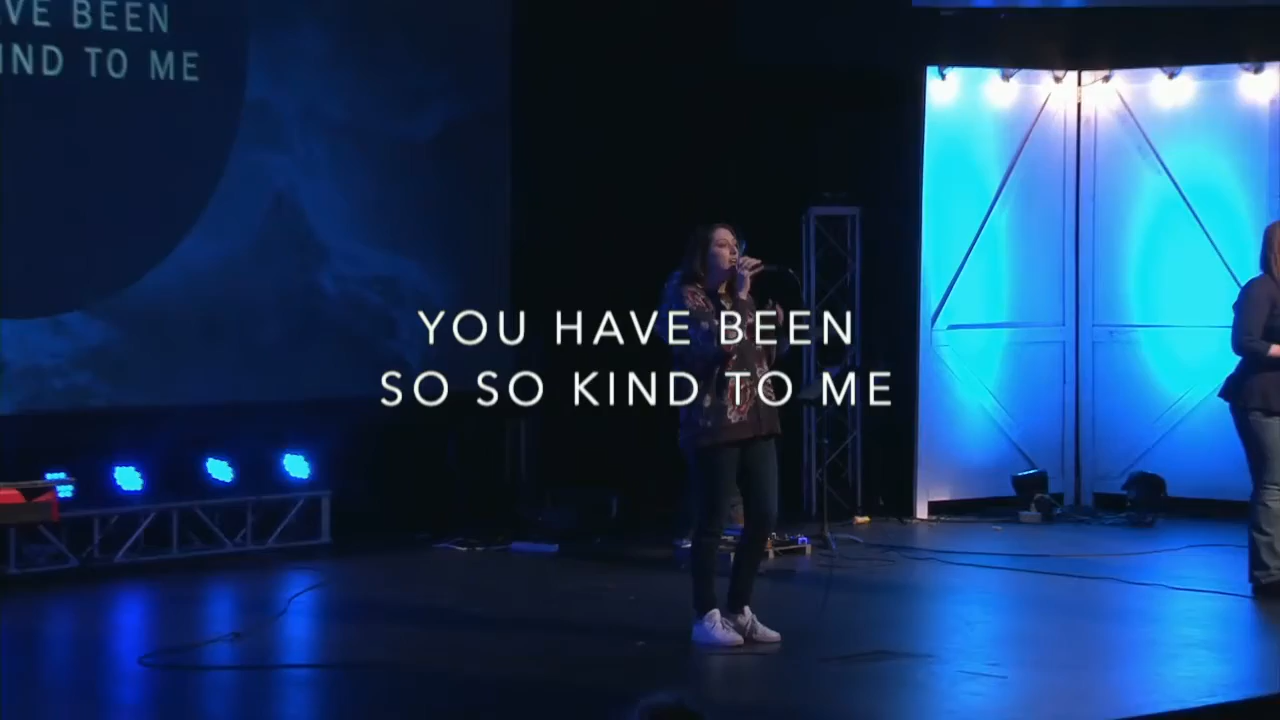 VE BEEN
IND TO ME
YOU HAVE BEEN
SO SO KIND TO ME